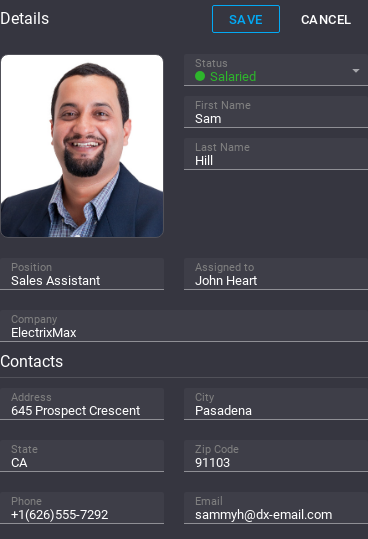 Details
SAVE
CANCEL
Status
Salaried
First Name
Sam
Last Name
Hill
Position
Sales Assistant
Assigned to
John Heart
Company
ElectrixMax
Contacts
Address
645 Prospect Crescent
City
Pasadena
State
CA
Zip Code
91103
Phone
+1(626)555-7292
Email
sammyh@dx-email.com